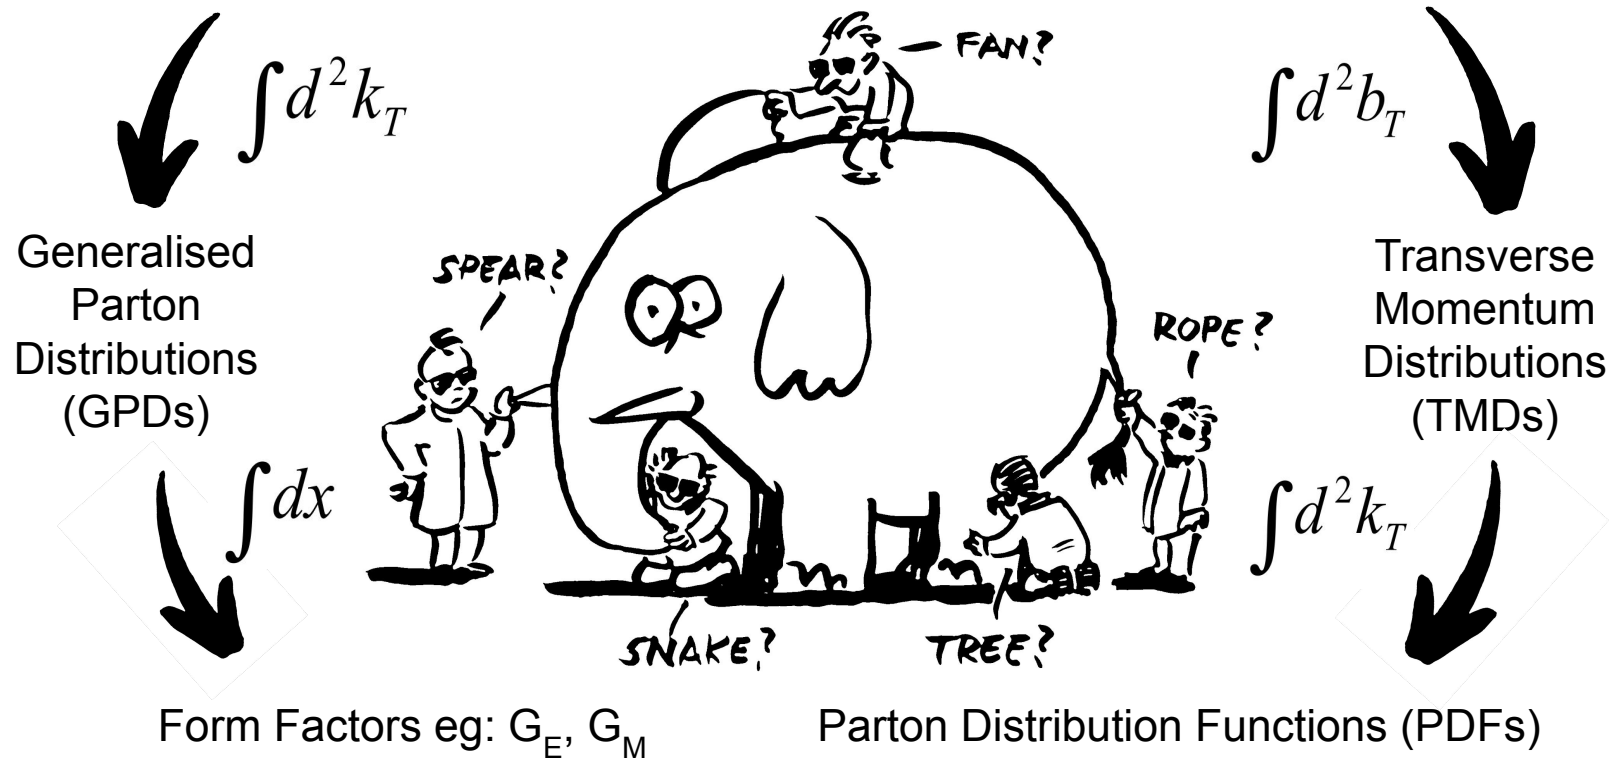 FAN?
∫d²k_T
∫d²b_T
Generalised
Parton
Distributions
(GPDs)
SPEAR?
Transverse
Momentum
Distributions
(TMDs)
ROPE?
∫dx
∫d²k_T
SNAKE?
TREE?
Form Factors eg: G_E, G_M
Parton Distribution Functions (PDFs)